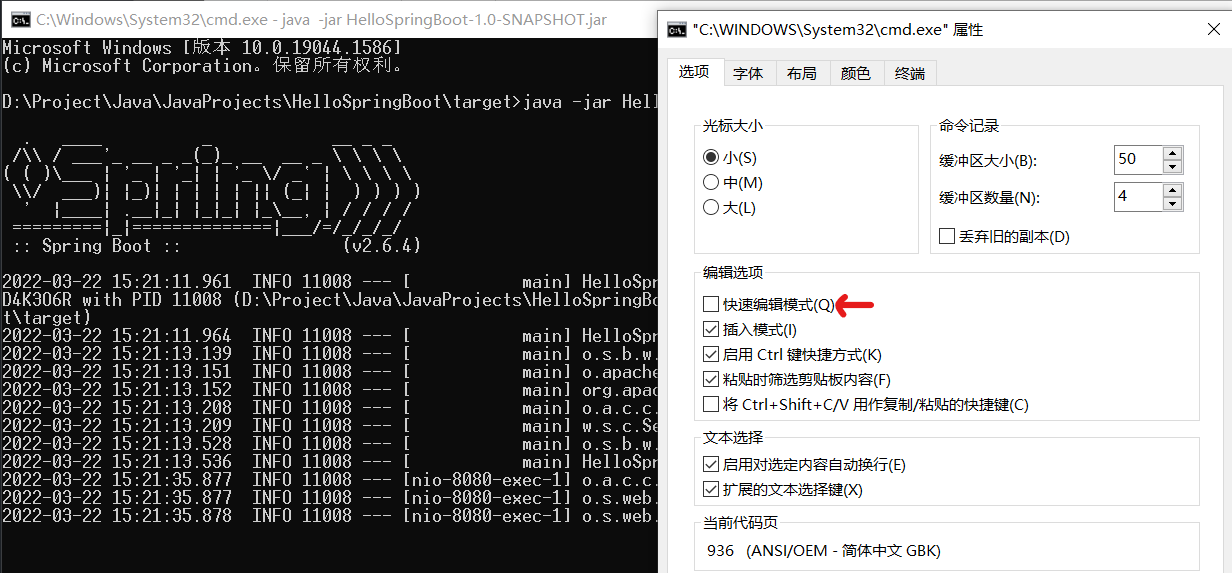 C:\Windows\System32\cmd.exe - java  -jar HelloSpringBoot-1.0-SNAPSHOT.jar
Microsoft Windows [版本 10.0.19044.1586]
(c) Microsoft Corporation。保留所有权利。
D:\Project\Java\JavaProjects\HelloSpringBoot\target>java -jar Hel
:: Spring Boot ::                (v2.6.4)
2022-03-22 15:21:11.961  INFO 11008 --- [           main] HelloSpr
D4K3O6R with PID 11008 (D:\Project\Java\JavaProjects\HelloSpringBo
t\target)
2022-03-22 15:21:11.964  INFO 11008 --- [           main] HelloSpr
2022-03-22 15:21:13.139  INFO 11008 --- [           main] o.s.b.w.
2022-03-22 15:21:13.151  INFO 11008 --- [           main] o.apache
2022-03-22 15:21:13.152  INFO 11008 --- [           main] org.apac
2022-03-22 15:21:13.208  INFO 11008 --- [           main] o.a.c.c.
2022-03-22 15:21:13.209  INFO 11008 --- [           main] w.s.c.Se
2022-03-22 15:21:13.528  INFO 11008 --- [           main] o.s.b.w.
2022-03-22 15:21:13.536  INFO 11008 --- [           main] HelloSpr
2022-03-22 15:21:35.877  INFO 11008 --- [nio-8080-exec-1] o.a.c.c.
2022-03-22 15:21:35.877  INFO 11008 --- [nio-8080-exec-1] o.s.web.
2022-03-22 15:21:35.878  INFO 11008 --- [nio-8080-exec-1] o.s.web.
"C:\WINDOWS\System32\cmd.exe" 属性
选项 字体 布局 颜色 终端
光标大小
小(S)
中(M)
大(L)
命令记录
缓冲区大小(B): 50
缓冲区数量(N): 4
丢弃旧的副本(D)
编辑选项
快速编辑模式(Q)
插入模式(I)
启用 Ctrl 键快捷方式(K)
粘贴时筛选剪贴板内容(F)
将 Ctrl+Shift+C/V 用作复制/粘贴的快捷键(C)
文本选择
启用对选定内容自动换行(E)
扩展的文本选择键(X)
当前代码页
936   (ANSI/OEM - 简体中文 GBK)